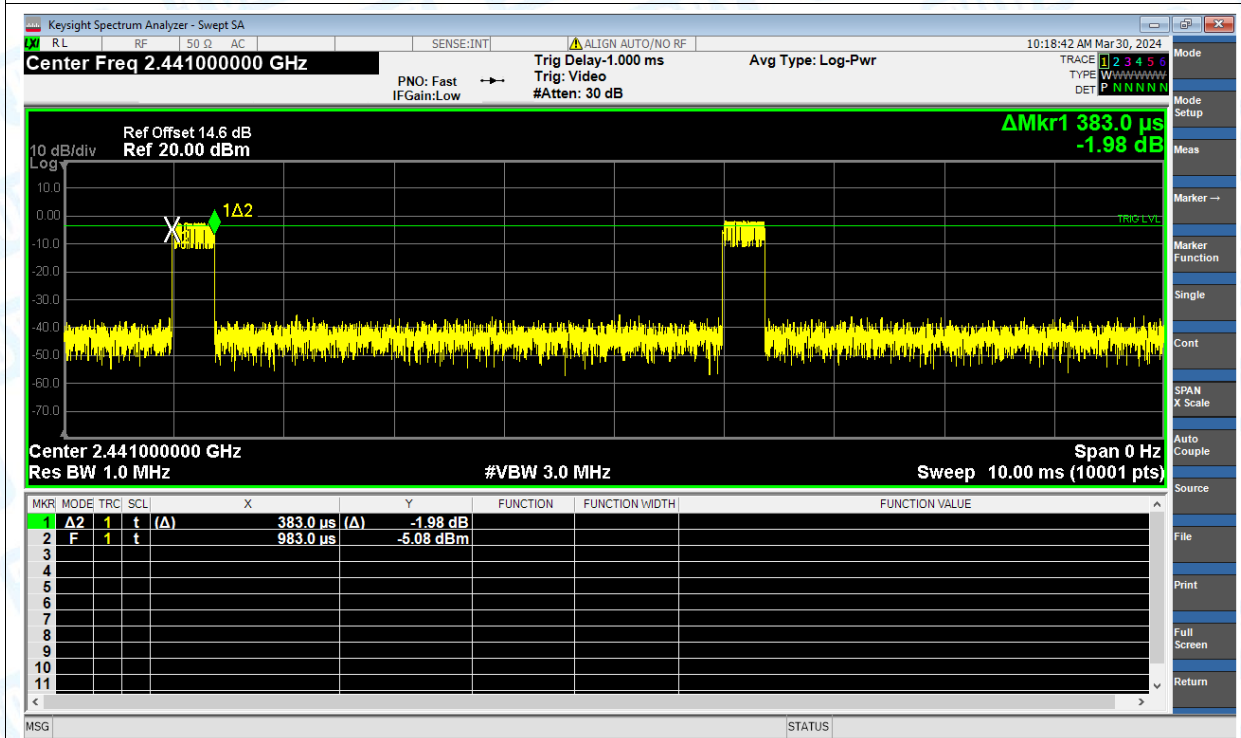 Keysight Spectrum Analyzer - Swept SA
LXI RL RF 50 Ω AC SENSE:INT ALIGN AUTO/NO RF 10:18:42 AM Mar 30, 2024
Center Freq 2.441000000 GHz
PNO: Fast
IFGain:Low
Trig Delay-1.000 ms
Trig: Video
#Atten: 30 dB
Avg Type: Log-Pwr
TRACE 1 2 3 4 5 6
TYPE WWWWWW
DET P N N N N N
Ref Offset 14.6 dB
10 dB/div Ref 20.00 dBm
Log
ΔMkr1 383.0 µs
-1.98 dB
10.0
0.00
-10.0
-20.0
-30.0
-40.0
-50.0
-60.0
-70.0
1Δ2
TRIG LVL
Center 2.441000000 GHz Span 0 Hz
Res BW 1.0 MHz #VBW 3.0 MHz Sweep 10.00 ms (10001 pts)
MKR MODE TRC SCL X Y FUNCTION FUNCTION WIDTH FUNCTION VALUE
1 Δ2 1 t (Δ) 383.0 µs (Δ) -1.98 dB
2 F 1 t 983.0 µs -5.08 dBm
3
4
5
6
7
8
9
10
11
MSG STATUS
Mode
Mode Setup
Meas
Marker→
Marker Function
Single
Cont
SPAN X Scale
Auto Couple
Source
File
Print
Full Screen
Return